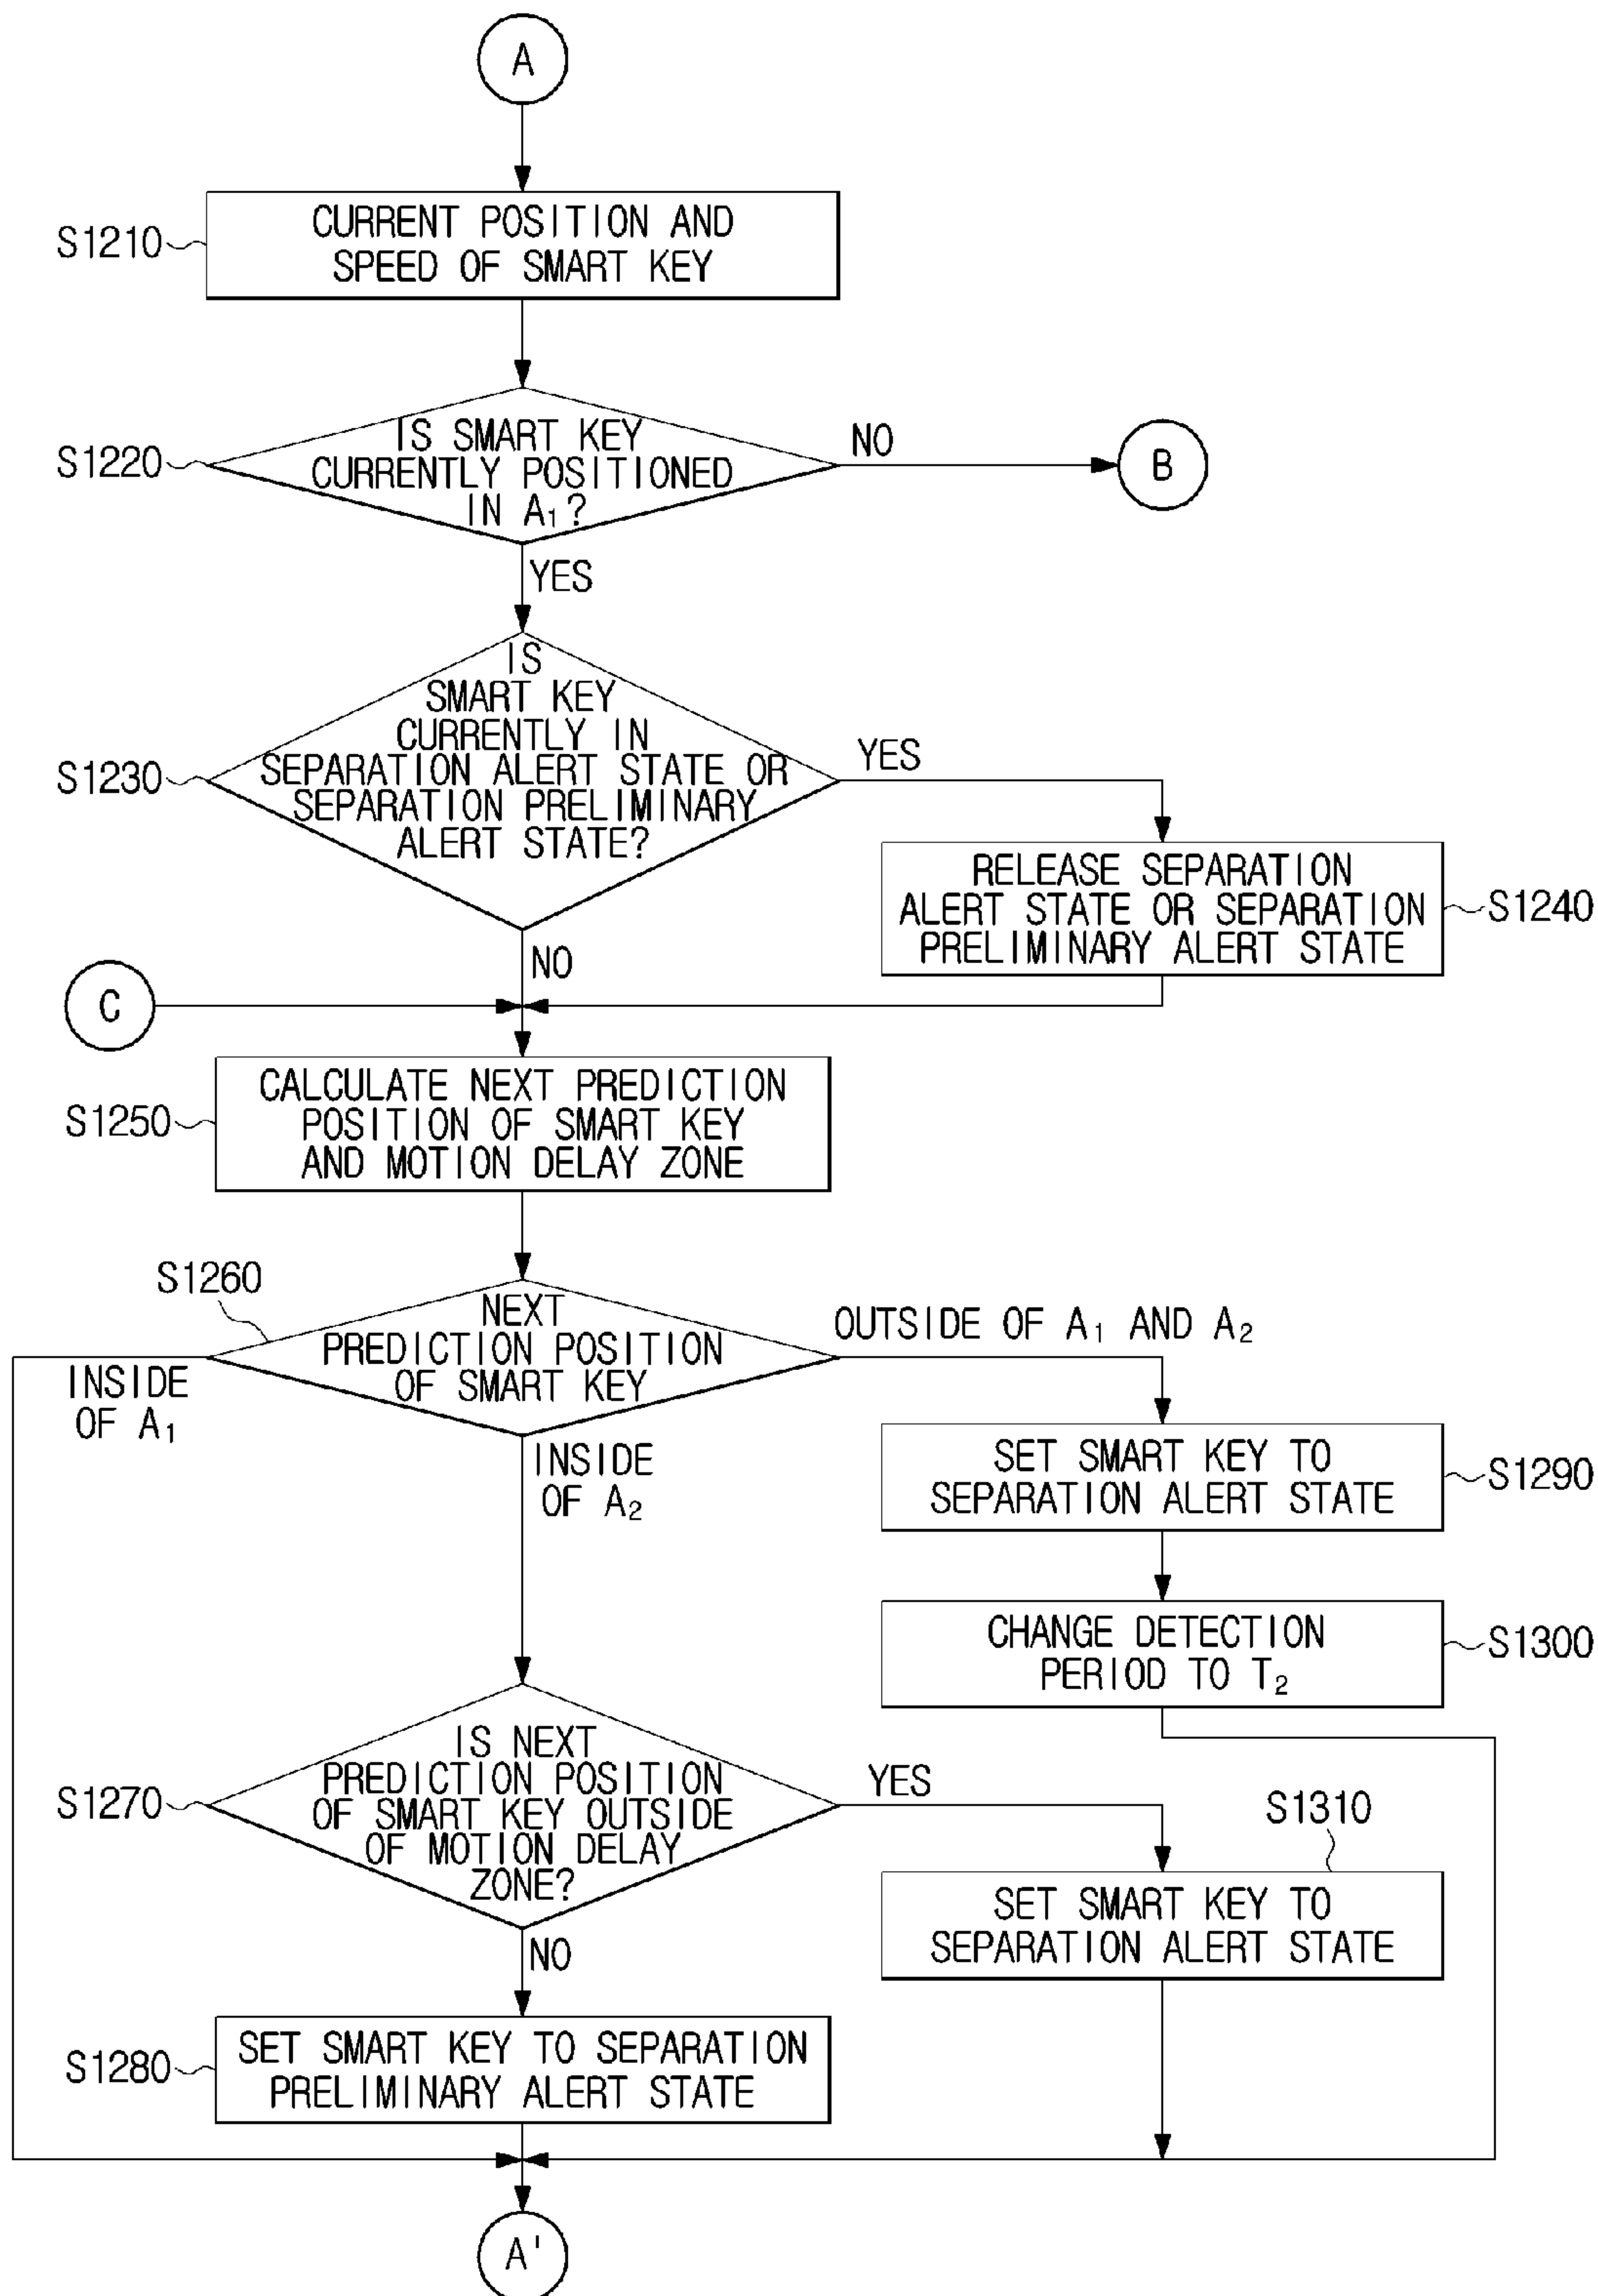 A
S1210
CURRENT POSITION AND
SPEED OF SMART KEY
S1220
IS SMART KEY
CURRENTLY POSITIONED
IN A₁?
NO
B
YES
S1230
IS
SMART KEY
CURRENTLY IN
SEPARATION ALERT STATE OR
SEPARATION PRELIMINARY
ALERT STATE?
YES
RELEASE SEPARATION
ALERT STATE OR SEPARATION
PRELIMINARY ALERT STATE
S1240
NO
C
S1250
CALCULATE NEXT PREDICTION
POSITION OF SMART KEY
AND MOTION DELAY ZONE
S1260
NEXT
PREDICTION POSITION
OF SMART KEY
OUTSIDE OF A₁ AND A₂
INSIDE
OF A₁
INSIDE
OF A₂
SET SMART KEY TO
SEPARATION ALERT STATE
S1290
CHANGE DETECTION
PERIOD TO T₂
S1300
S1270
IS NEXT
PREDICTION POSITION
OF SMART KEY OUTSIDE
OF MOTION DELAY
ZONE?
YES
S1310
SET SMART KEY TO
SEPARATION ALERT STATE
NO
S1280
SET SMART KEY TO SEPARATION
PRELIMINARY ALERT STATE
A'